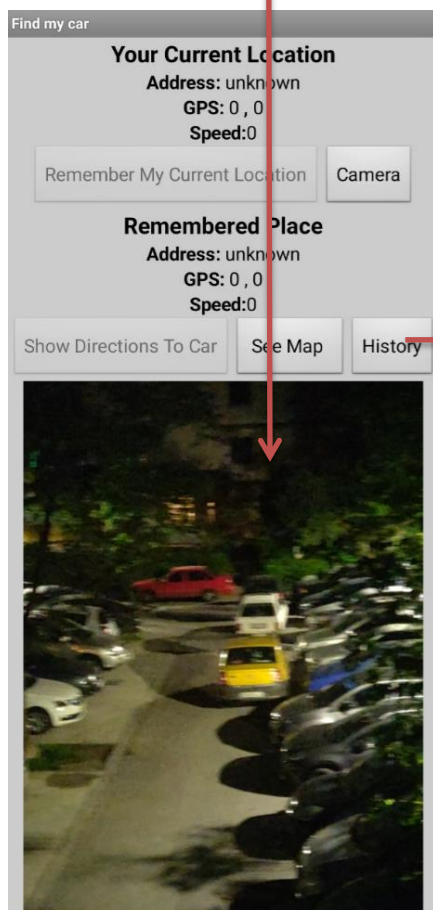 Find my car
Your Current Location
Address: unknown
GPS: 0 , 0
Speed:0
Remember My Current Location Camera
Remembered Place
Address: unknown
GPS: 0 , 0
Speed:0
Show Directions To Car See Map History